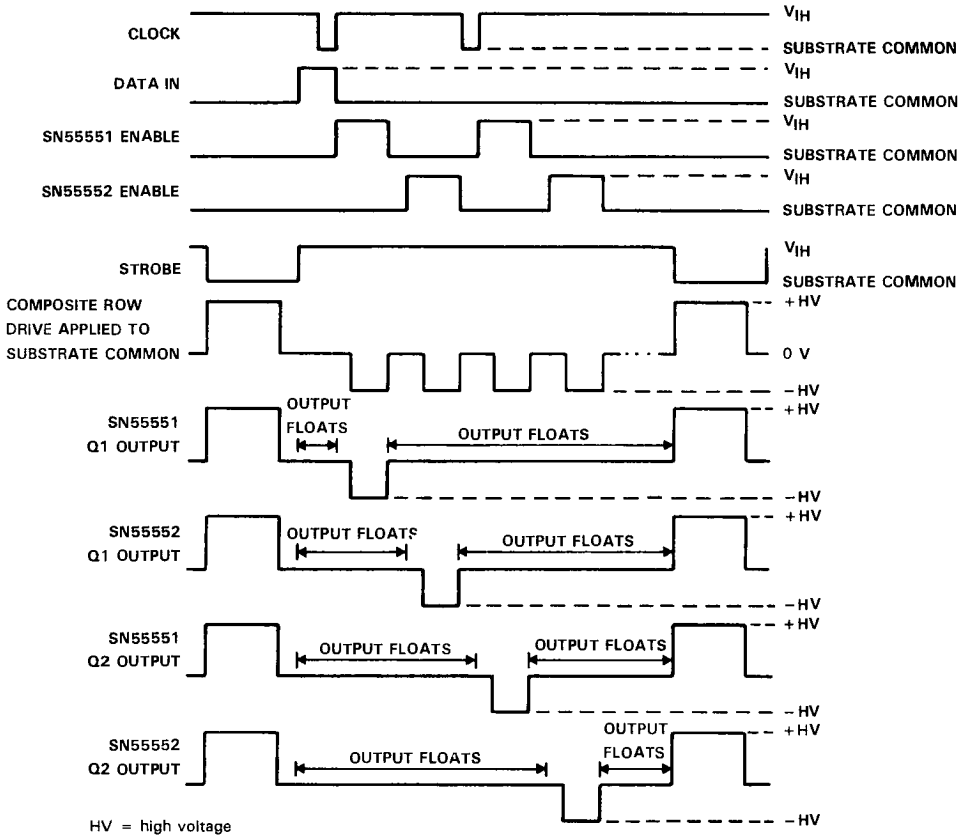 CLOCK
VIH
SUBSTRATE COMMON
DATA IN
VIH
SUBSTRATE COMMON
SN55551 ENABLE
VIH
SUBSTRATE COMMON
SN55552 ENABLE
VIH
SUBSTRATE COMMON
STROBE
VIH
SUBSTRATE COMMON
COMPOSITE ROW
DRIVE APPLIED TO
SUBSTRATE COMMON
+HV
0 V
-HV
SN55551
Q1 OUTPUT
OUTPUT
FLOATS
OUTPUT FLOATS
+HV
-HV
SN55552
Q1 OUTPUT
OUTPUT FLOATS
OUTPUT FLOATS
+HV
-HV
SN55551
Q2 OUTPUT
OUTPUT FLOATS
OUTPUT FLOATS
+HV
-HV
SN55552
Q2 OUTPUT
OUTPUT FLOATS
OUTPUT
FLOATS
+HV
-HV
HV = high voltage